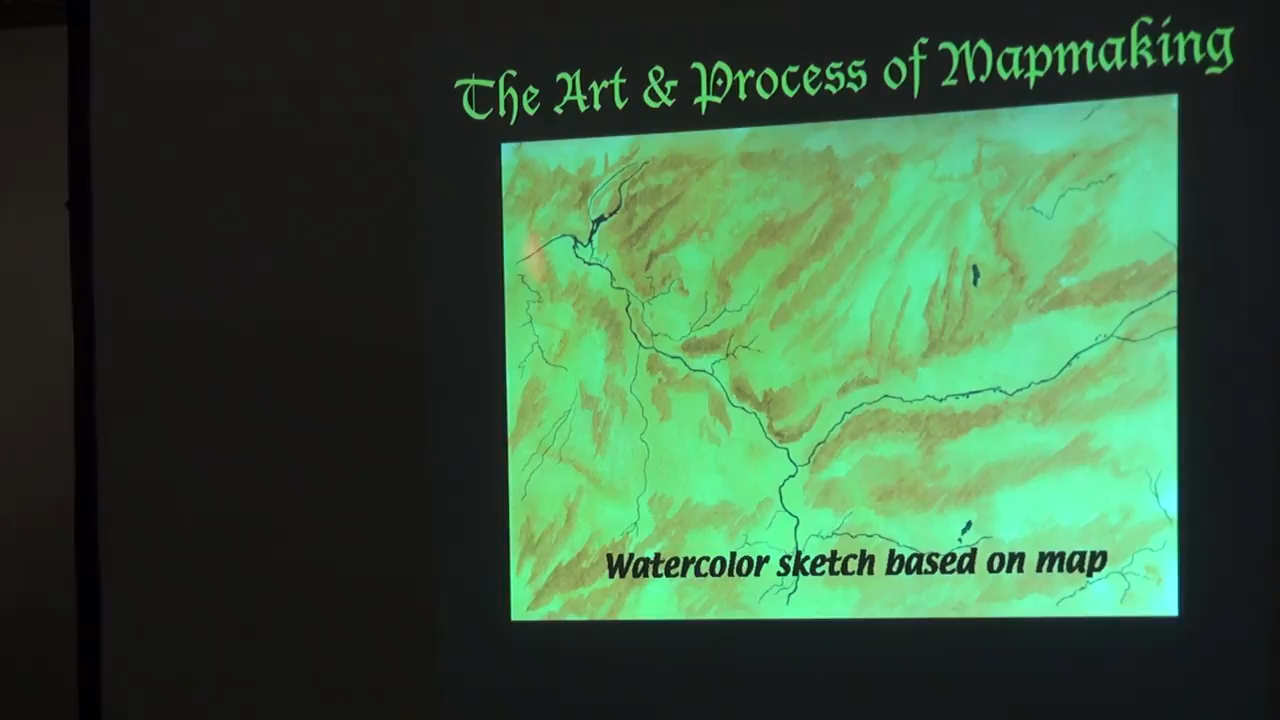 The Art & Process of Mapmaking
Watercolor sketch based on map